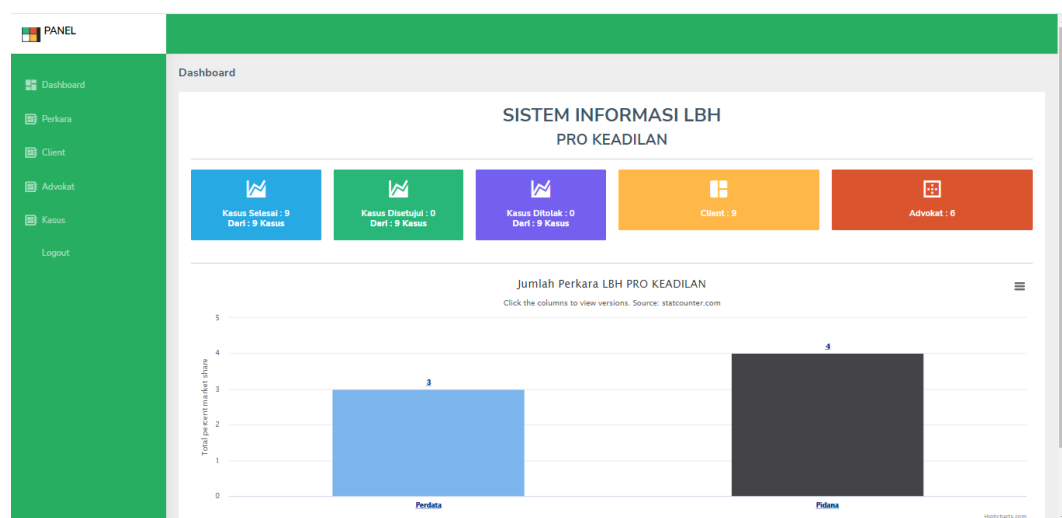 PANEL
Dashboard
Perkara
Client
Advokat
Kasus
Logout
Dashboard
SISTEM INFORMASI LBH
PRO KEADILAN
Kasus Selesai : 9
Dari : 9 Kasus
Kasus Disetujui : 0
Dari : 9 Kasus
Kasus Ditolak : 0
Dari : 9 Kasus
Client : 9
Advokat : 6
Jumlah Perkara LBH PRO KEADILAN
Click the columns to view versions. Source: statcounter.com
Total percent market share
5
4
3
2
1
0
3
4
Perdata
Pidana
Highcharts.com